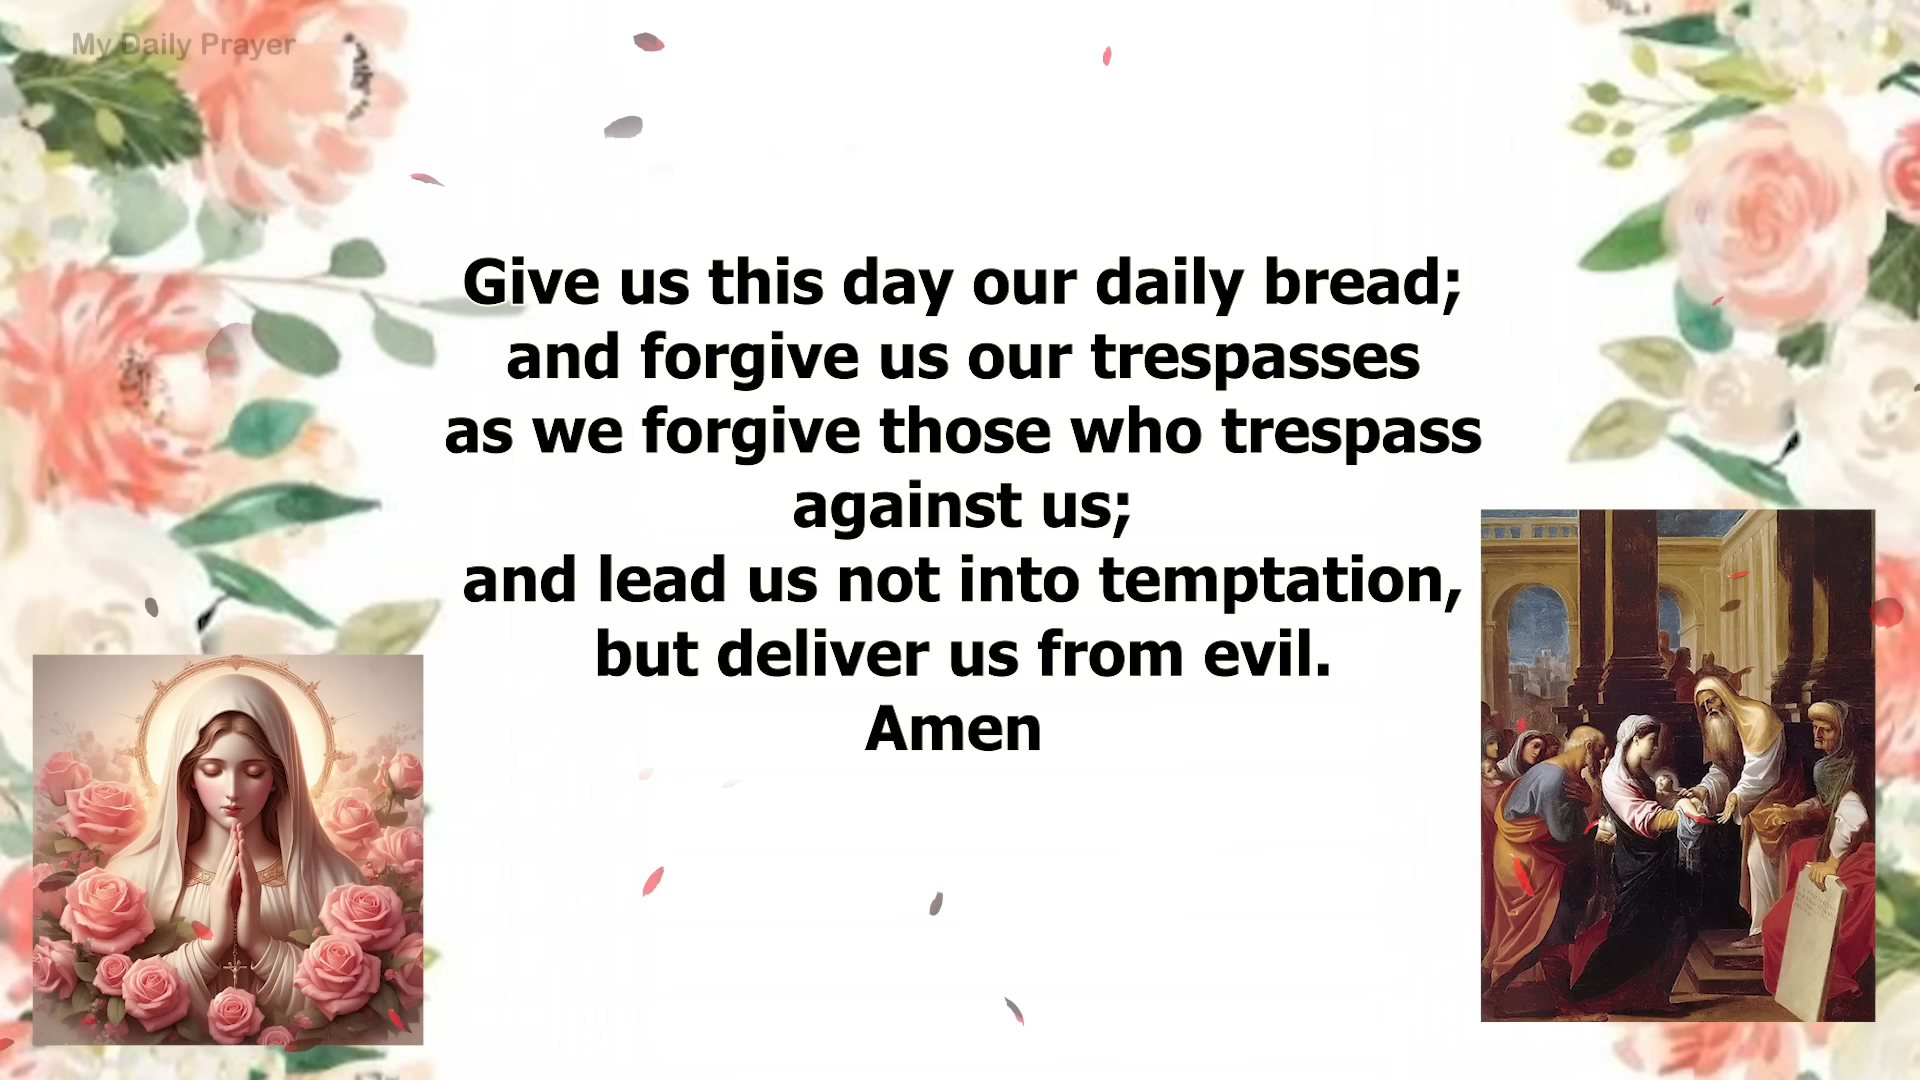 My Daily Prayer
Give us this day our daily bread;
and forgive us our trespasses
as we forgive those who trespass
against us;
and lead us not into temptation,
but deliver us from evil.
Amen